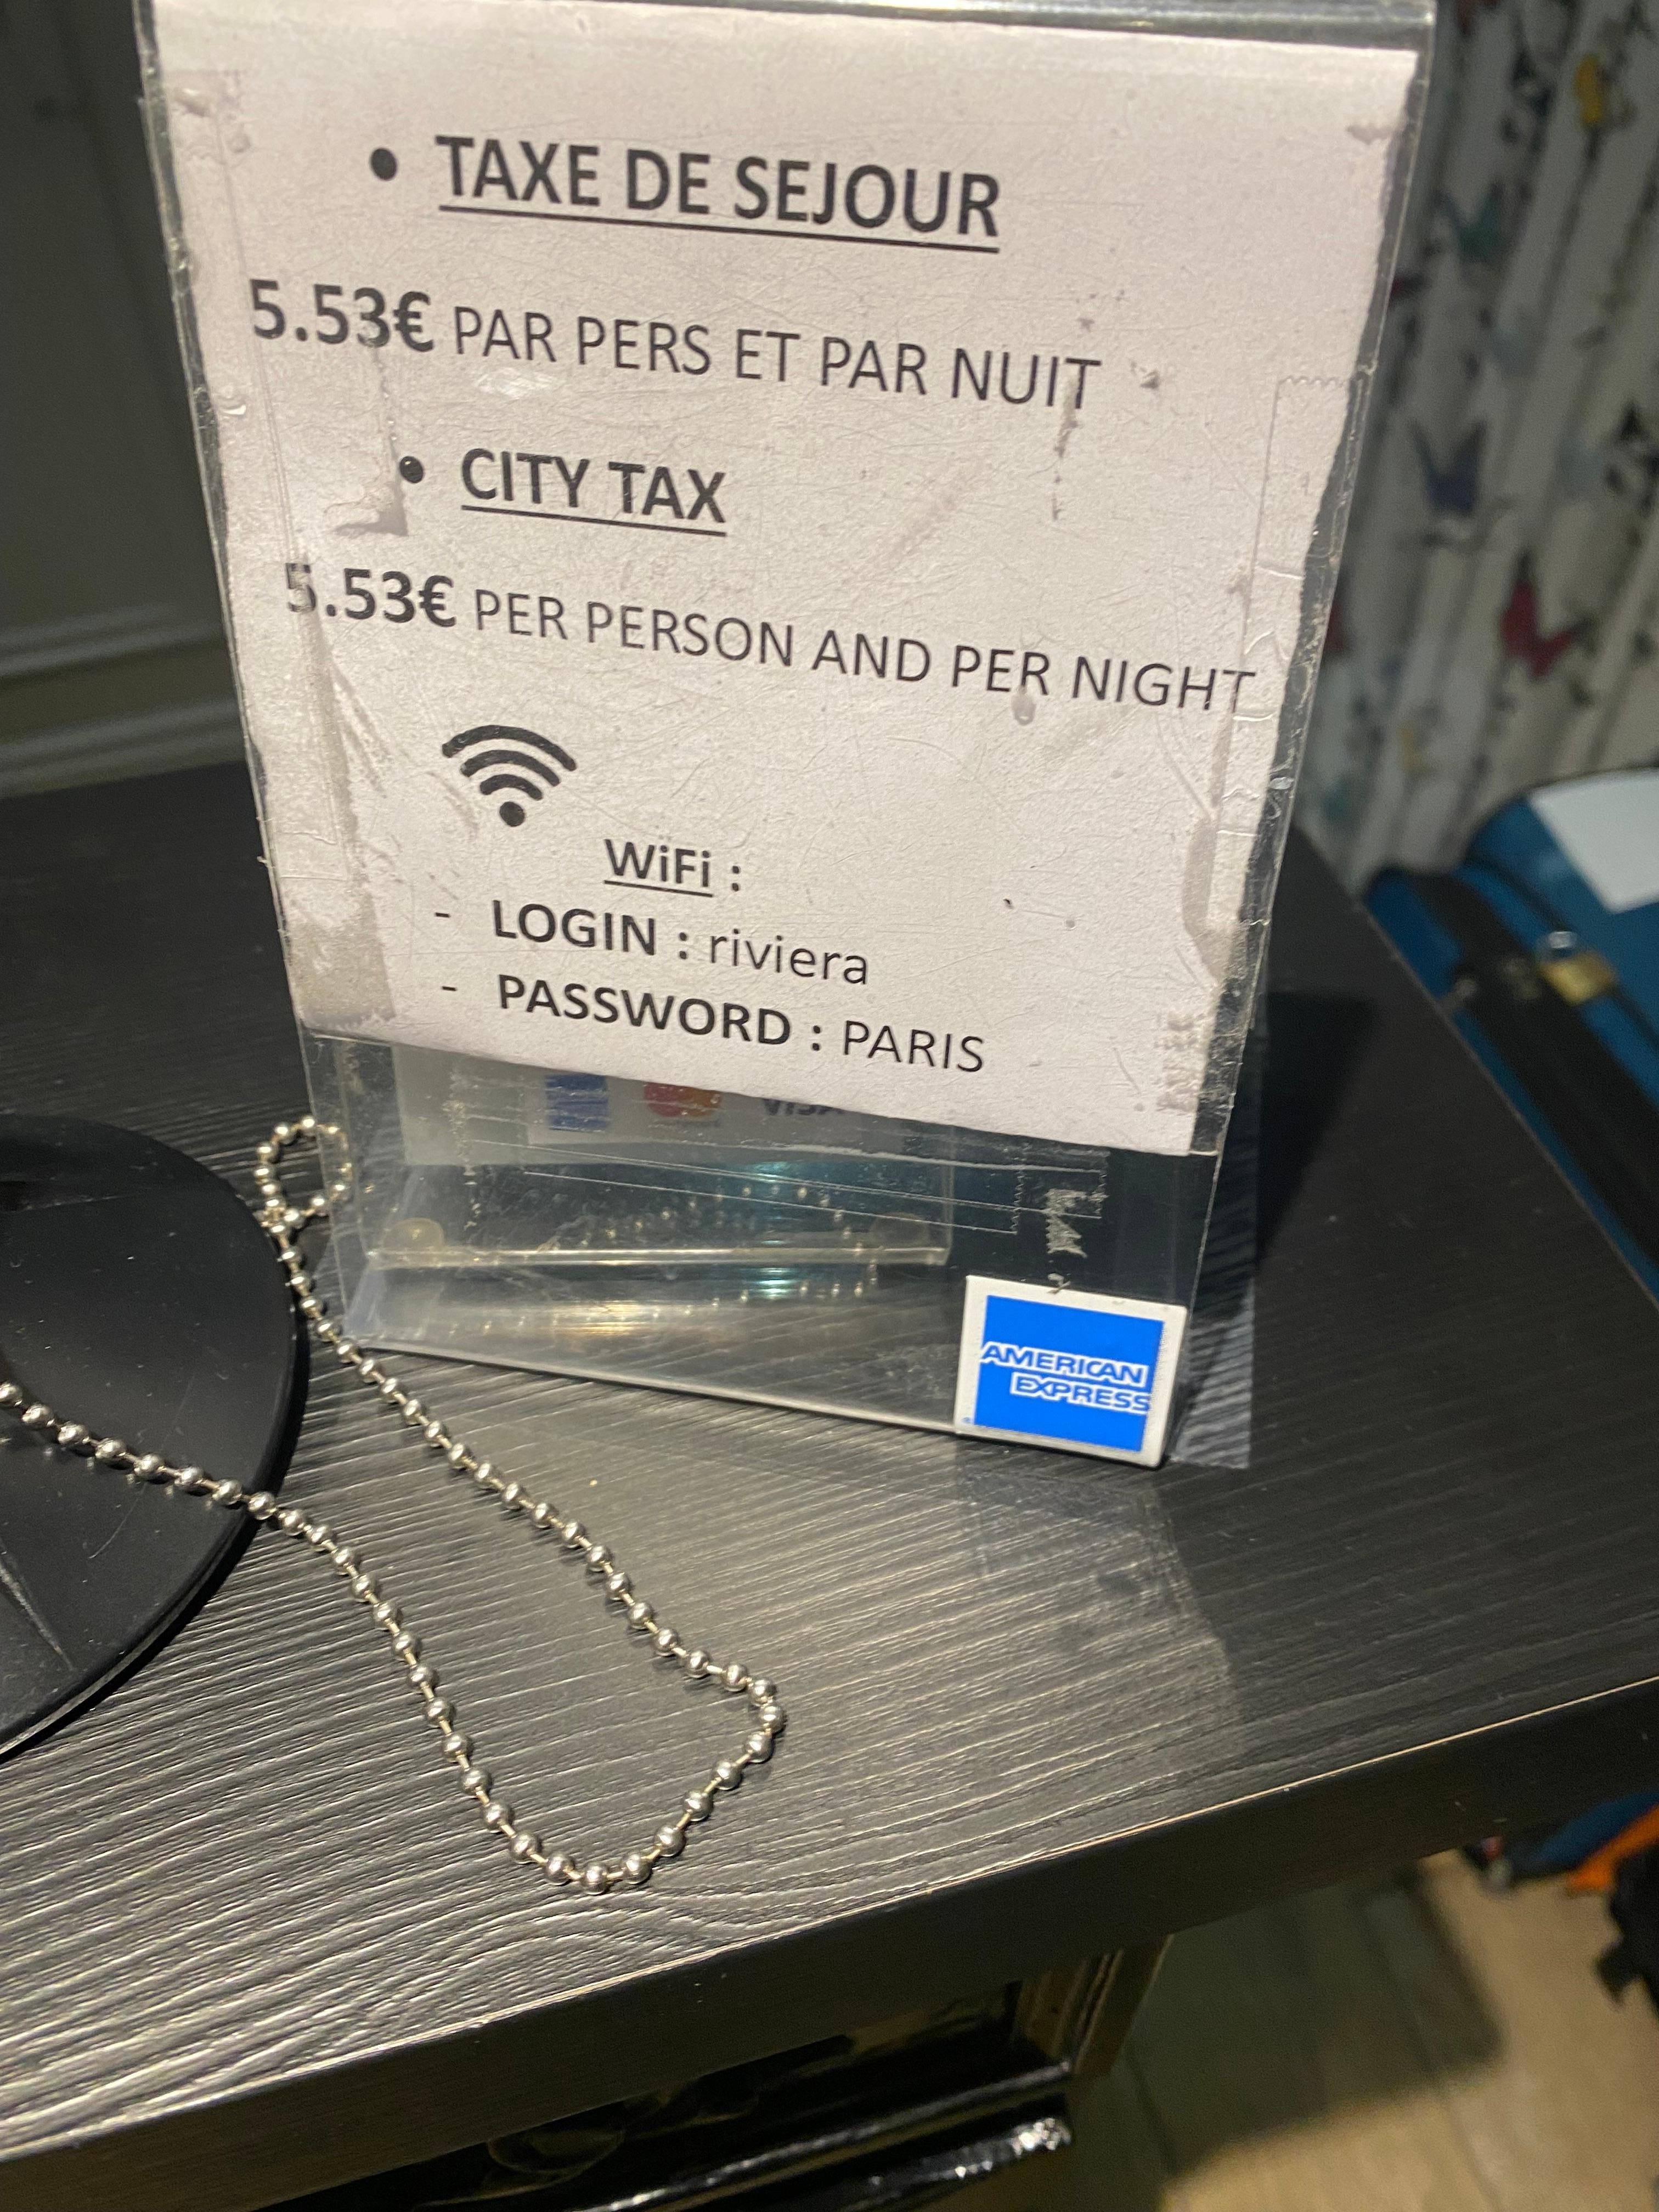 • TAXE DE SEJOUR
5.53€ PAR PERS ET PAR NUIT
• CITY TAX
5.53€ PER PERSON AND PER NIGHT
WiFi :
- LOGIN : riviera
- PASSWORD : PARIS
VISA
AMERICAN
EXPRESS